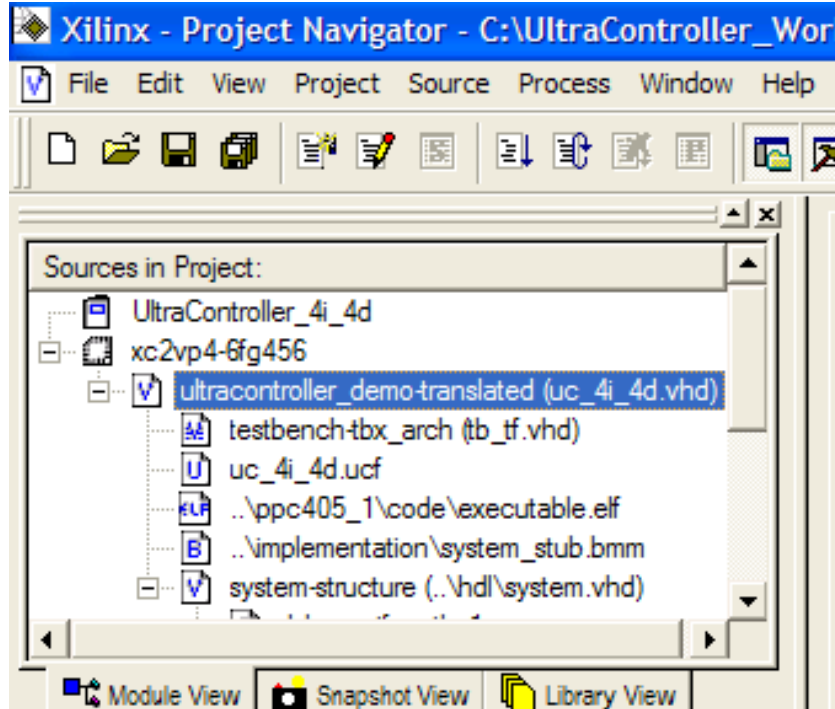 Xilinx - Project Navigator - C:\UltraController_Wor
File Edit View Project Source Process Window Help
Sources in Project:
UltraController_4i_4d
xc2vp4-6fg456
ultracontroller_demo-translated (uc_4i_4d.vhd)
testbench-tbx_arch (tb_tf.vhd)
uc_4i_4d.ucf
..\ppc405_1\code\executable.elf
..\implementation\system_stub.bmm
system-structure (..\hdl\system.vhd)
Module View Snapshot View Library View